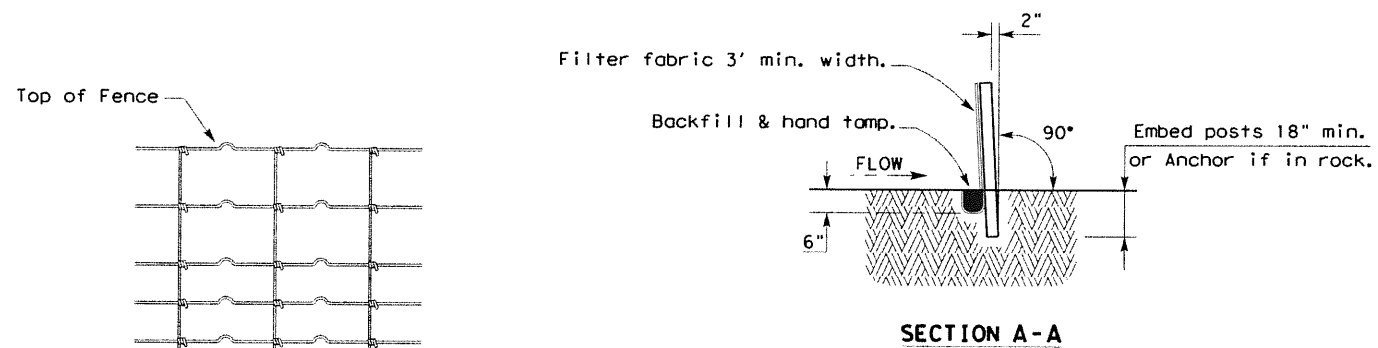 Top of Fence
2"
Filter fabric 3' min. width.
Backfill & hand tamp.
90°
Embed posts 18" min.
or Anchor if in rock.
FLOW
6"
SECTION A-A